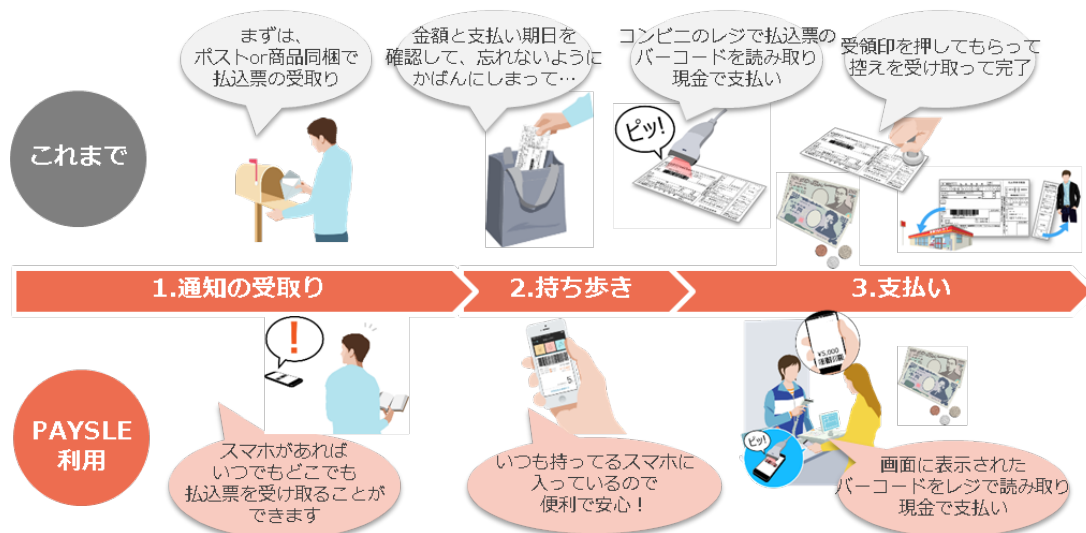 まずは、
ポストor商品同梱で
払込票の受取り
金額と支払い期日を
確認して、忘れないように
かばんにしまって…
コンビニのレジで払込票の
バーコードを読み取り
現金で支払い
受領印を押してもらって
控えを受け取って完了
これまで
ピッ!
1.通知の受取り
2.持ち歩き
3.支払い
!
¥5,000
PAYSLE
利用
ピッ!
スマホがあれば
いつでもどこでも
払込票を受け取ることが
できます
いつも持ってるスマホに
入っているので
便利で安心！
画面に表示された
バーコードをレジで読み取り
現金で支払い